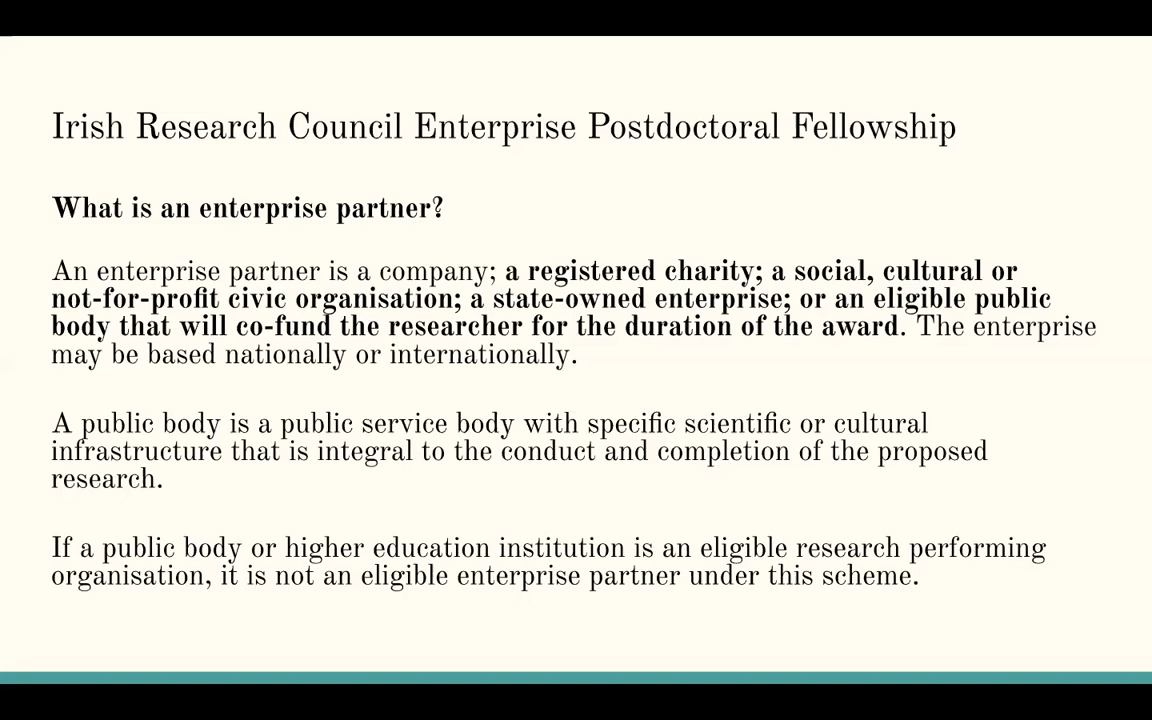 Irish Research Council Enterprise Postdoctoral Fellowship
What is an enterprise partner?
An enterprise partner is a company; a registered charity; a social, cultural or
not-for-profit civic organisation; a state-owned enterprise; or an eligible public
body that will co-fund the researcher for the duration of the award. The enterprise
may be based nationally or internationally.
A public body is a public service body with specific scientific or cultural
infrastructure that is integral to the conduct and completion of the proposed
research.
If a public body or higher education institution is an eligible research performing
organisation, it is not an eligible enterprise partner under this scheme.